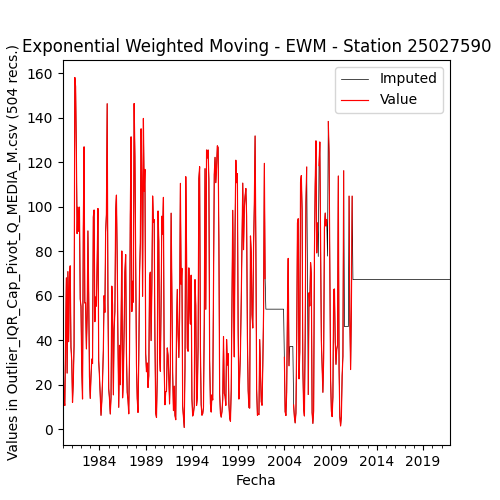 Exponential Weighted Moving - EWM - Station 25027590
Imputed
Value
Values in Outlier_IQR_Cap_Pivot_Q_MEDIA_M.csv (504 recs.)
160
140
120
100
80
60
40
20
0
1984 1989 1994 1999 2004 2009 2014 2019
Fecha